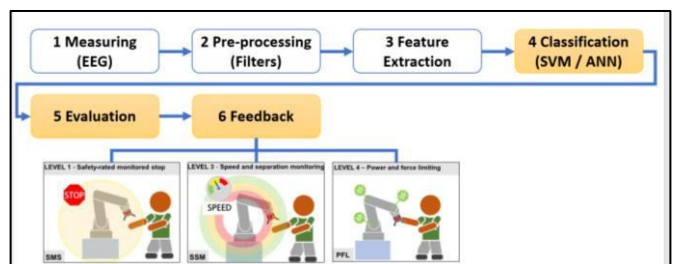 1 Measuring
(EEG)
2 Pre-processing
(Filters)
3 Feature
Extraction
4 Classification
(SVM / ANN)
5 Evaluation
6 Feedback
LEVEL 1 - Safety-rated monitored stop
STOP
SMS
LEVEL 3 - Speed and separation monitoring
SPEED
SSM
LEVEL 4 – Power and force limiting
PFL